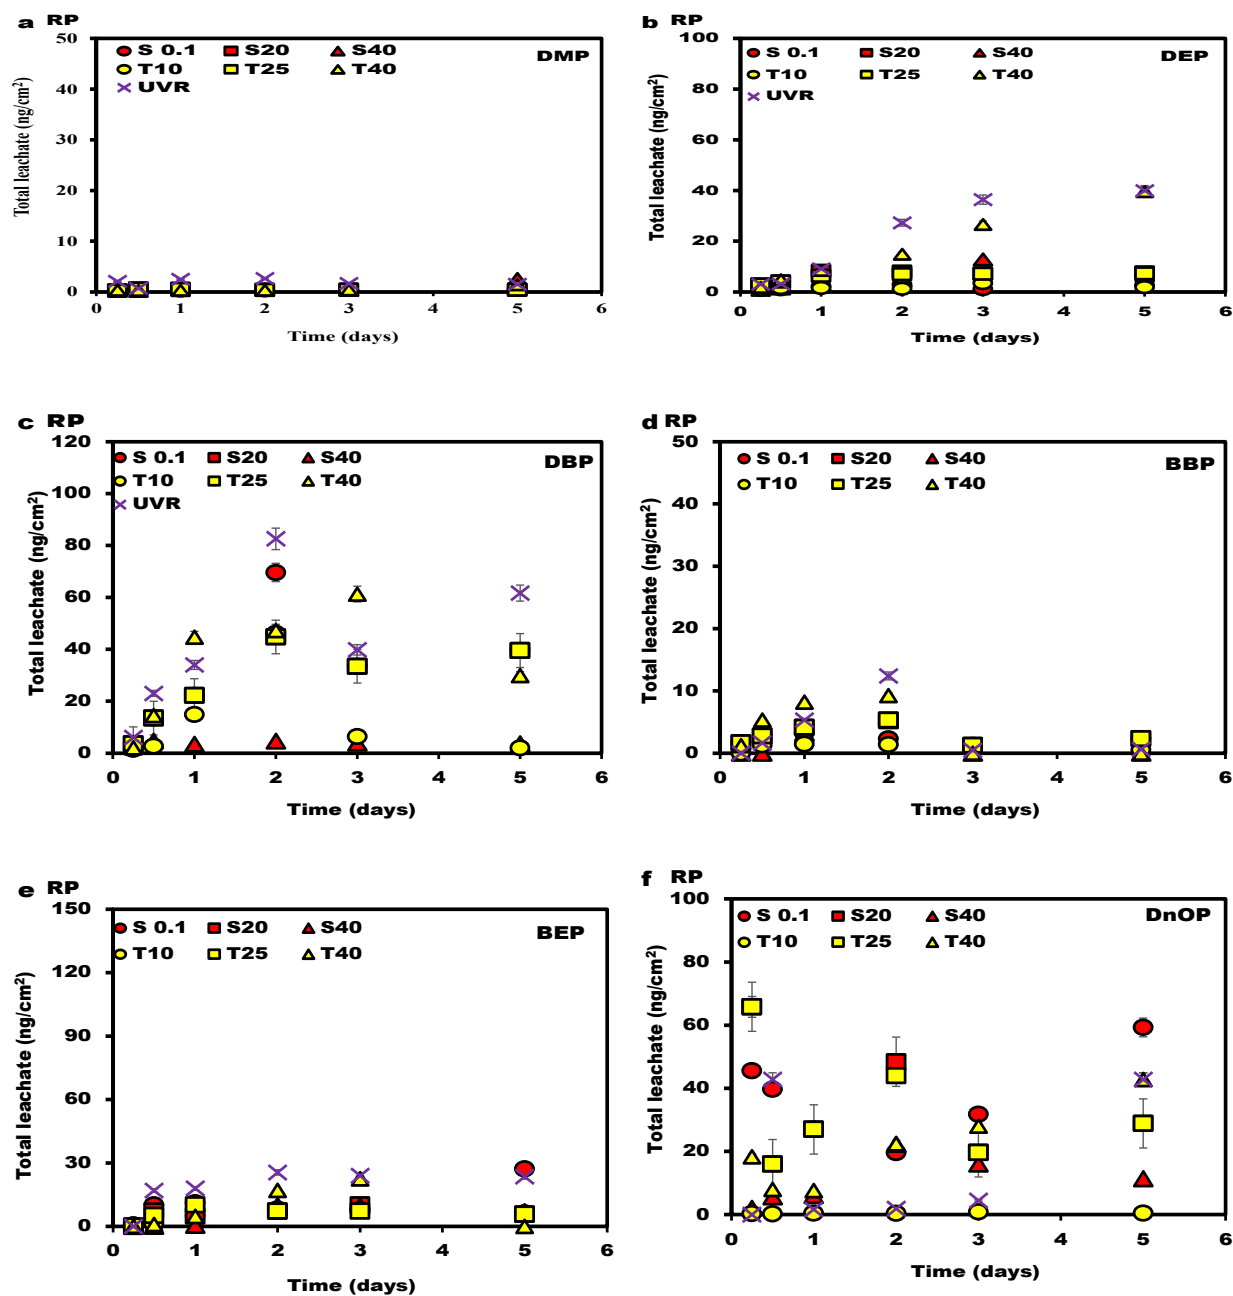 a RP
50
40
30
20
10
0
0 1 2 3 4 5 6
Total leachate (ng/cm²)
S 0.1 S20 S40
T10 T25 T40
UVR
DMP
Time (days)
b RP
100
80
60
40
20
0
0 1 2 3 4 5 6
Total leachate (ng/cm²)
S 0.1 S20 S40
T10 T25 T40
UVR
DEP
Time (days)
c RP
120
100
80
60
40
20
0
0 1 2 3 4 5 6
Total leachate (ng/cm²)
S 0.1 S20 S40
T10 T25 T40
UVR
DBP
Time (days)
d RP
50
40
30
20
10
0
0 1 2 3 4 5 6
Total leachate (ng/cm²)
S 0.1 S20 S40
T10 T25 T40
BBP
Time (days)
e RP
150
120
90
60
30
0
0 1 2 3 4 5 6
Total leachate (ng/cm²)
S 0.1 S20 S40
T10 T25 T40
BEP
Time (days)
f RP
100
80
60
40
20
0
0 1 2 3 4 5 6
Total leachate (ng/cm²)
S 0.1 S20 S40
T10 T25 T40
DnOP
Time (days)